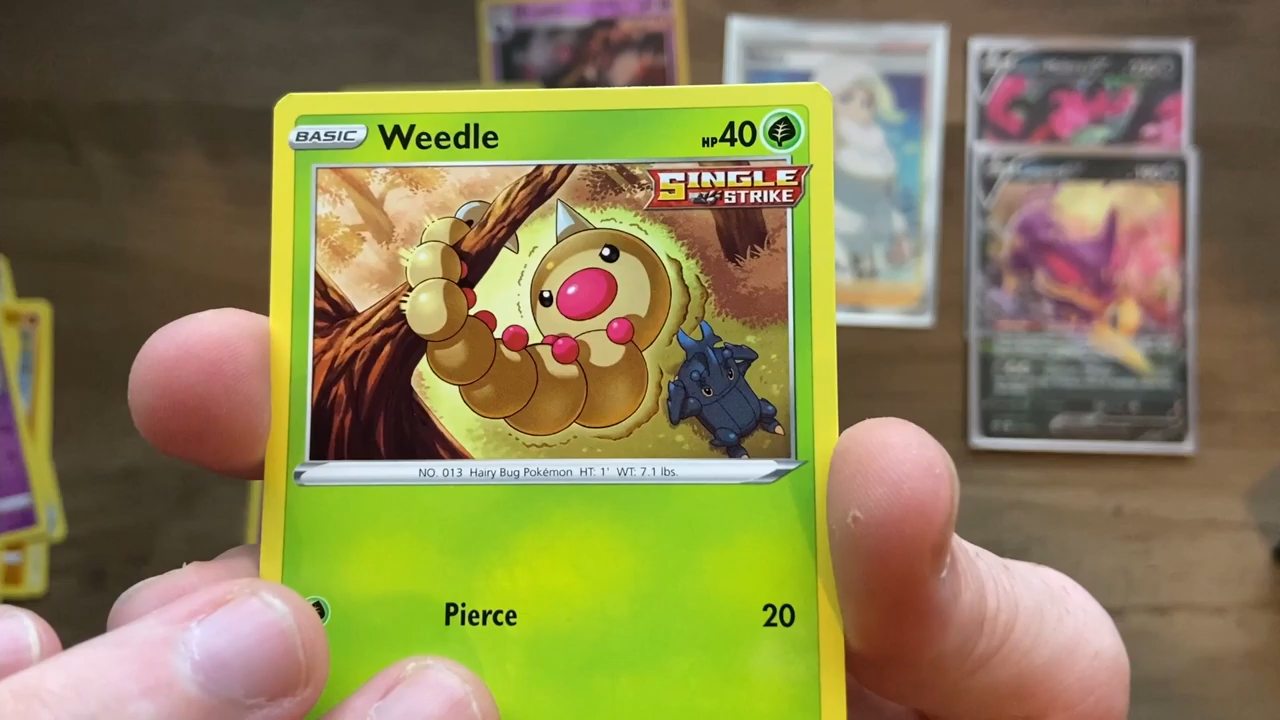 BASIC Weedle HP 40
SINGLE
STRIKE
NO. 013 Hairy Bug Pokémon HT: 1' WT: 7.1 lbs.
Pierce 20